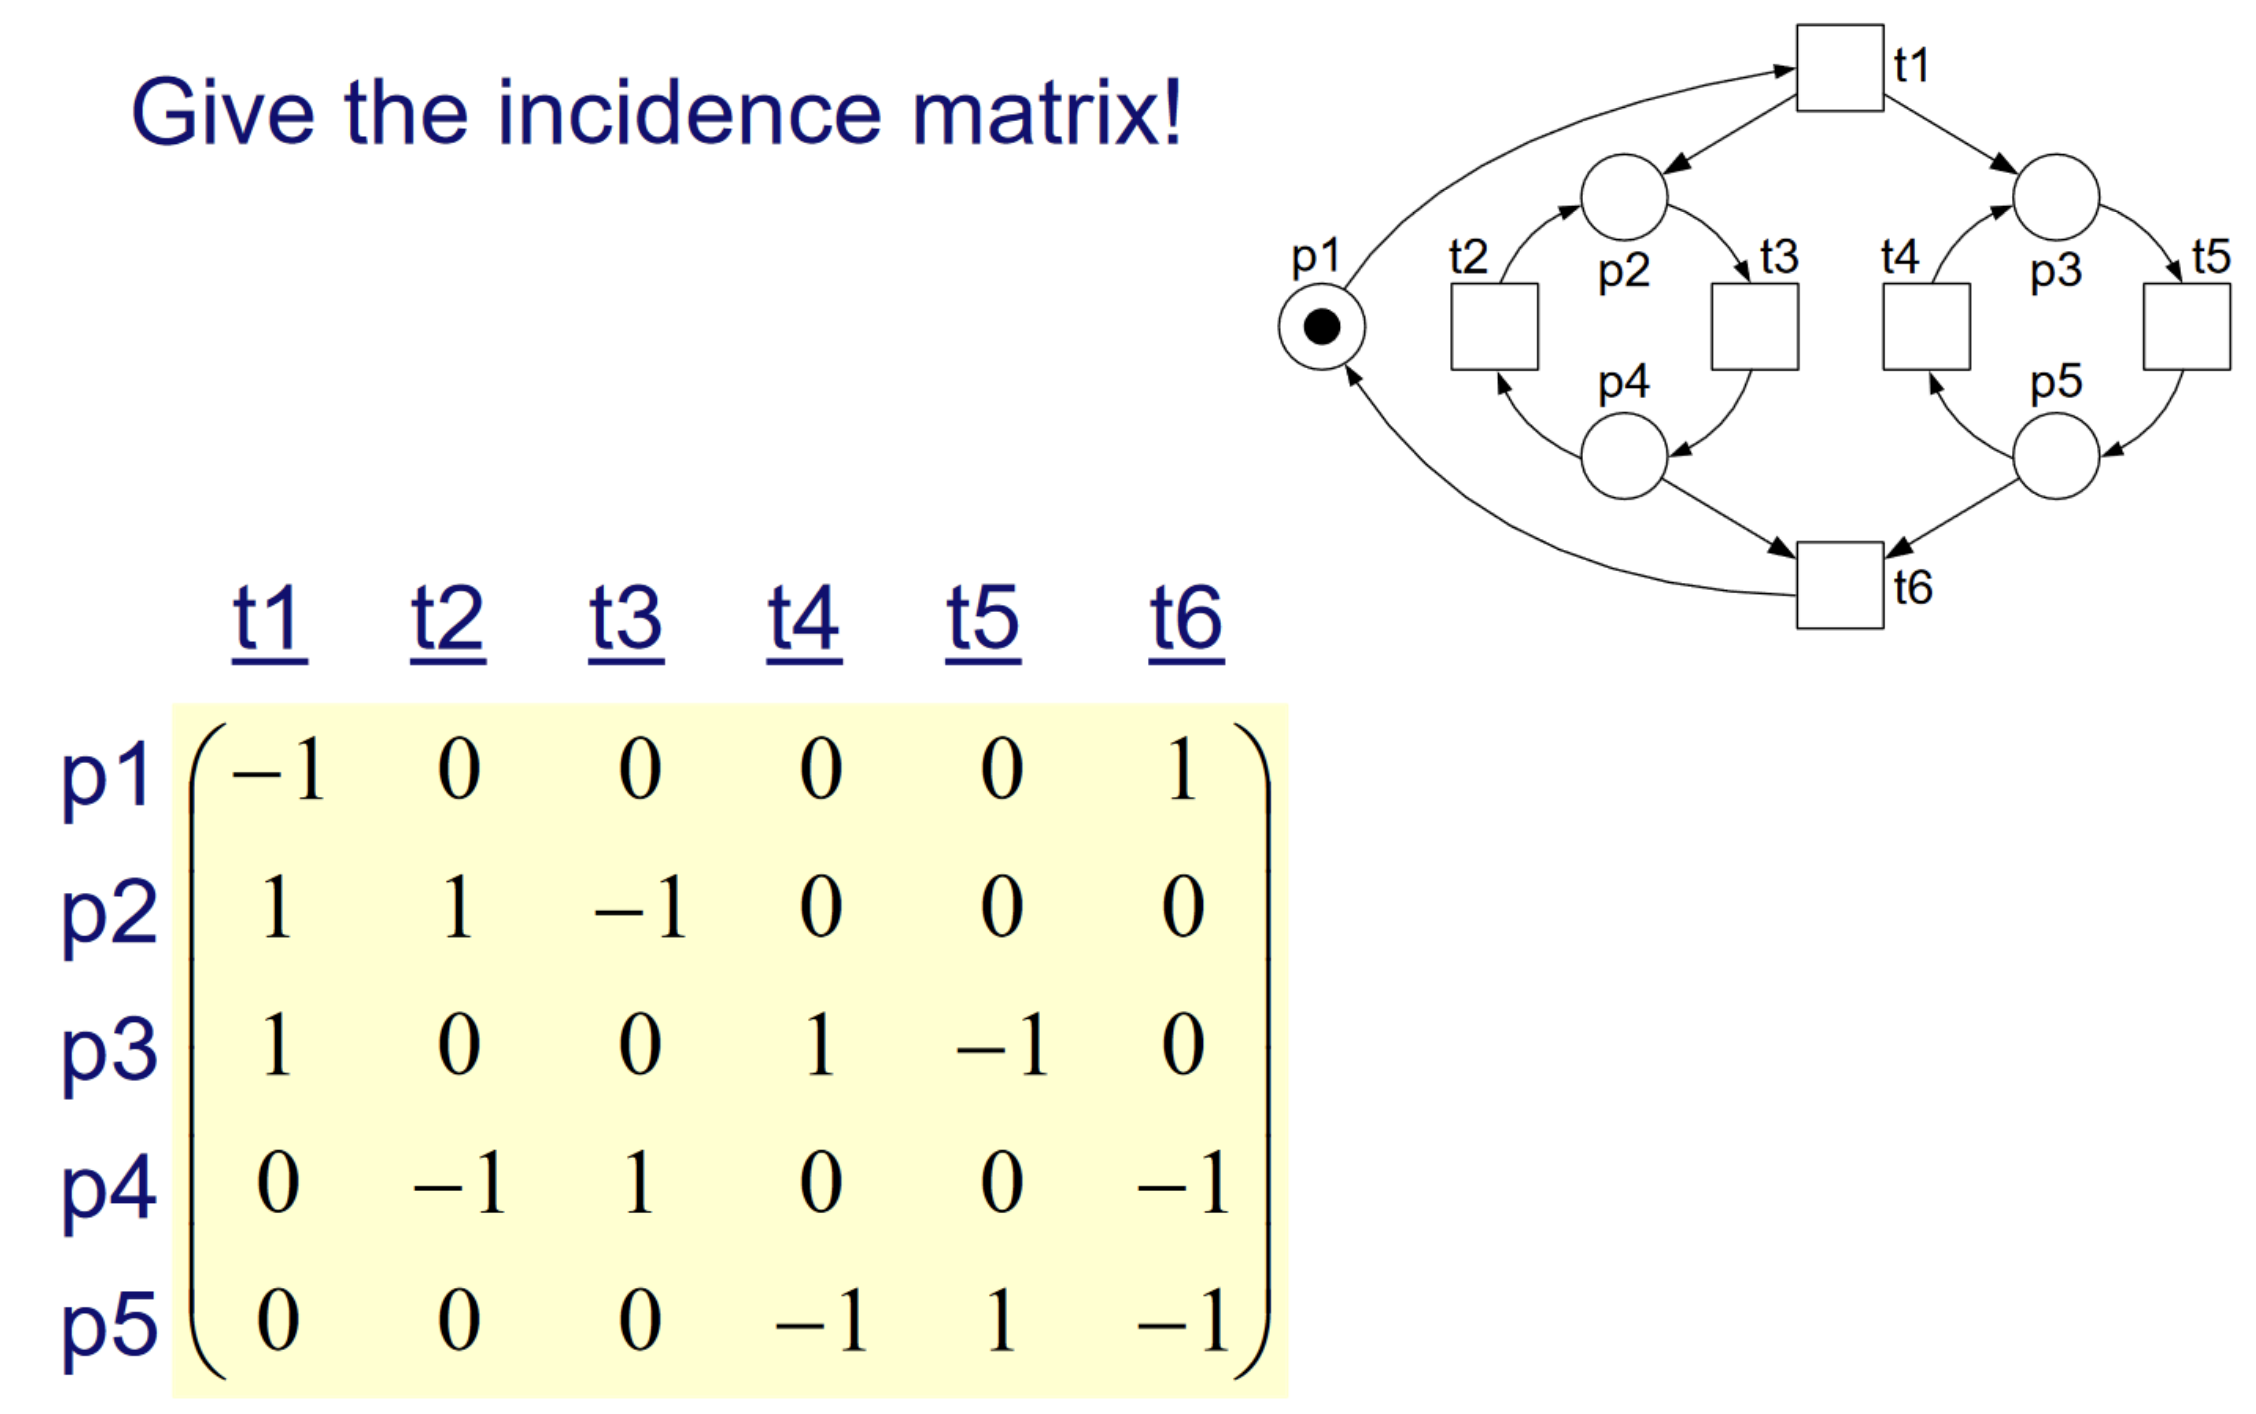 Give the incidence matrix!
t1
p1 t2 t3 t4 t5
p2 p3
p4 p5
t6
t1 t2 t3 t4 t5 t6
p1 −1 0 0 0 0 1
p2 1 1 −1 0 0 0
p3 1 0 0 1 −1 0
p4 0 −1 1 0 0 −1
p5 0 0 0 −1 1 −1